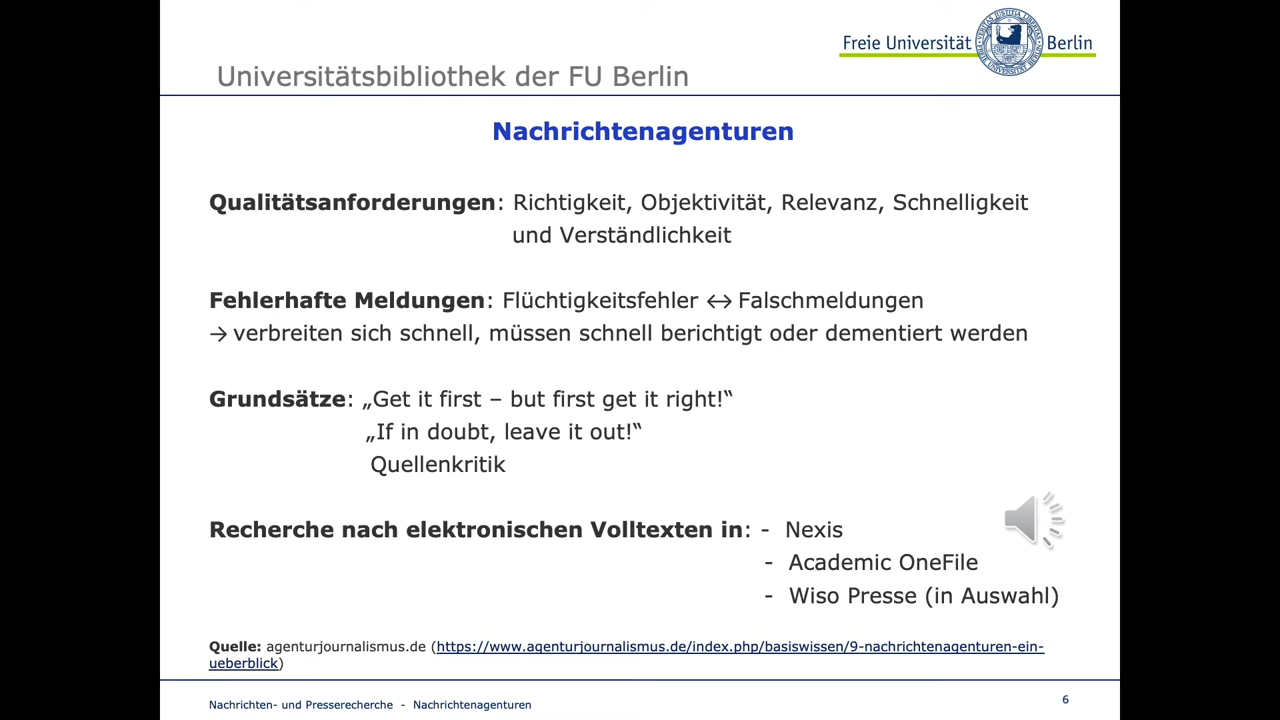 Freie Universität Berlin
Universitätsbibliothek der FU Berlin
Nachrichtenagenturen
Qualitätsanforderungen: Richtigkeit, Objektivität, Relevanz, Schnelligkeit
und Verständlichkeit
Fehlerhafte Meldungen: Flüchtigkeitsfehler ↔ Falschmeldungen
→ verbreiten sich schnell, müssen schnell berichtigt oder dementiert werden
Grundsätze: „Get it first – but first get it right!“
„If in doubt, leave it out!“
Quellenkritik
Recherche nach elektronischen Volltexten in: - Nexis
- Academic OneFile
- Wiso Presse (in Auswahl)
Quelle: agenturjournalismus.de (https://www.agenturjournalismus.de/index.php/basiswissen/9-nachrichtenagenturen-ein-
ueberblick)
Nachrichten- und Presserecherche - Nachrichtenagenturen
6